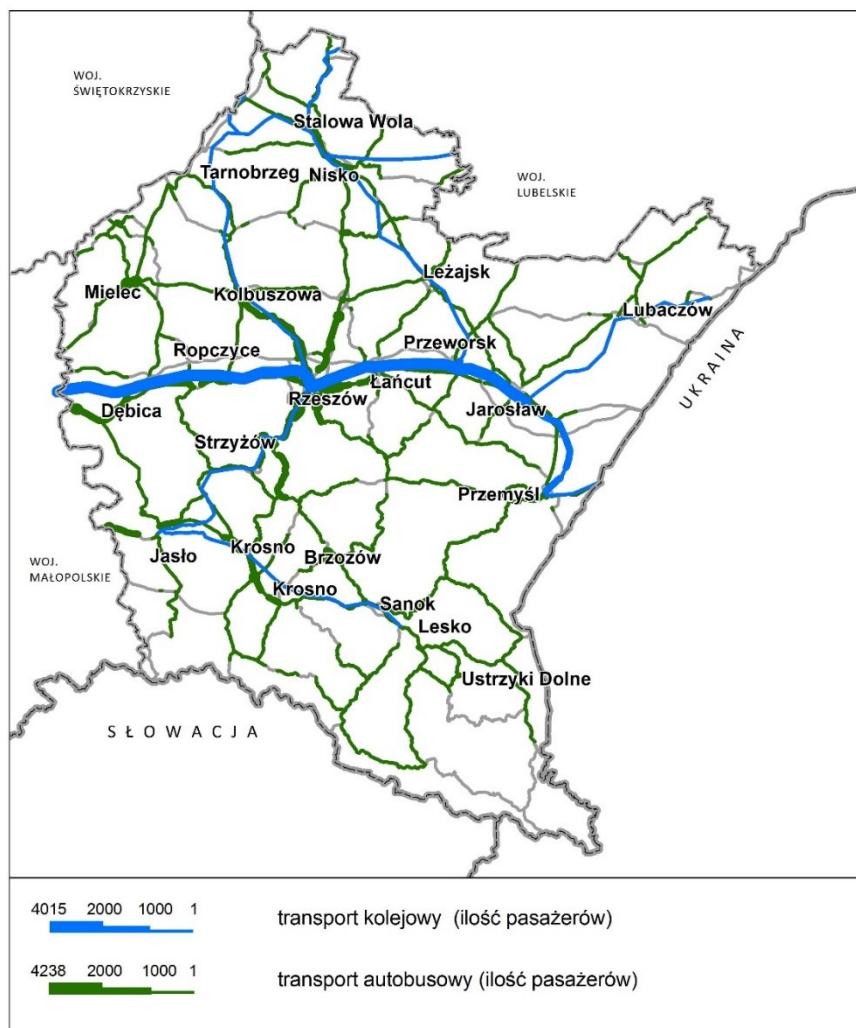 WOJ.
ŚWIĘTOKRZYSKIE
Stalowa Wola
Tarnobrzeg
Nisko
WOJ.
LUBELSKIE
Leżajsk
Mielec
Kolbuszowa
Lubaczów
Ropczyce
Przeworsk
UKRAINA
Łańcut
Rzeszów
Dębica
Jarosław
Strzyżów
Przemyśl
Krosno
Jasło
Brzozów
WOJ.
MAŁOPOLSKIE
Krosno
Sanok
Lesko
Ustrzyki Dolne
SŁOWACJA
4015 2000 1000 1
transport kolejowy (ilość pasażerów)
4238 2000 1000 1
transport autobusowy (ilość pasażerów)